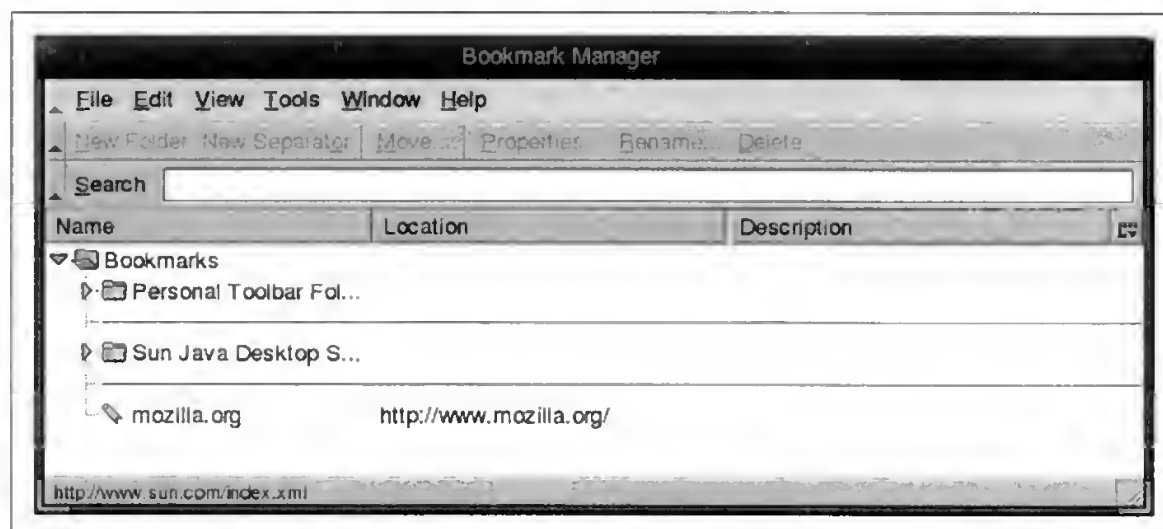 Bookmark Manager
File Edit View Tools Window Help
New Folder New Separator Move... Properties Rename... Delete
Search
Name Location Description
Bookmarks
Personal Toolbar Fol...
Sun Java Desktop S...
mozilla.org http://www.mozilla.org/
http://www.sun.com/index.xml